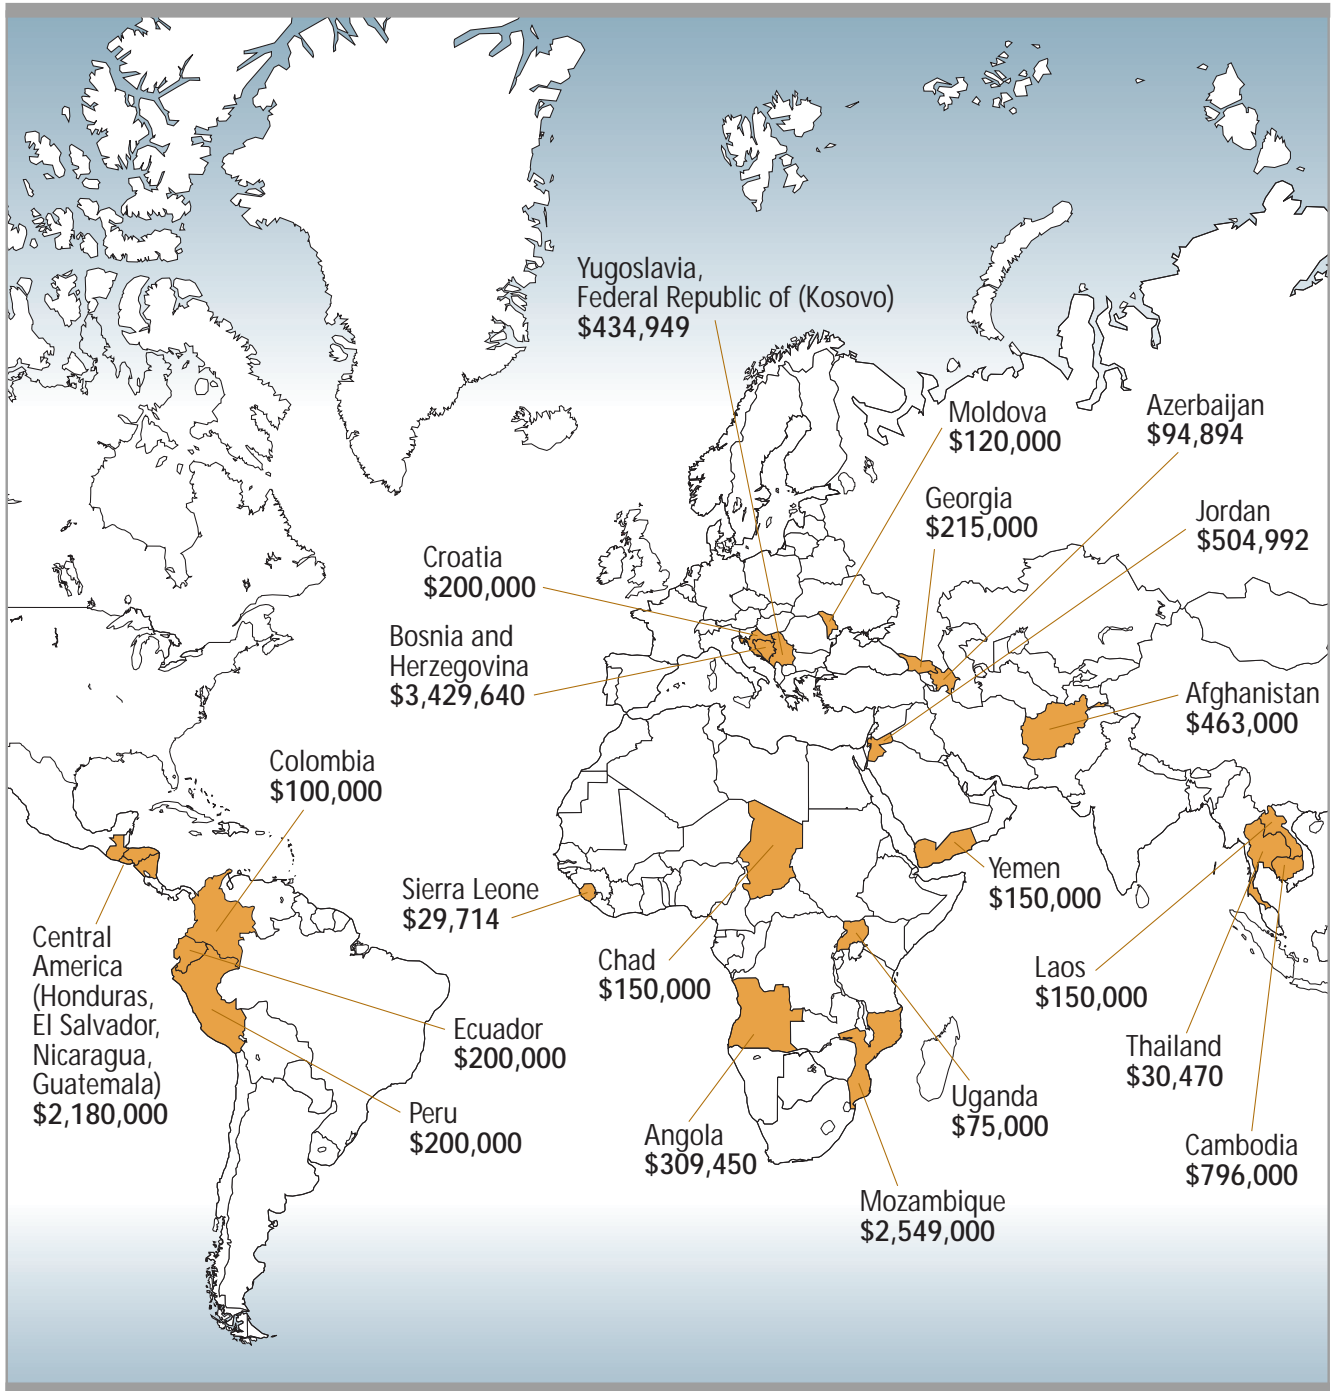 Yugoslavia,
Federal Republic of (Kosovo)
$434,949
Moldova
$120,000
Azerbaijan
$94,894
Georgia
$215,000
Jordan
$504,992
Croatia
$200,000
Bosnia and
Herzegovina
$3,429,640
Afghanistan
$463,000
Colombia
$100,000
Sierra Leone
$29,714
Yemen
$150,000
Central
America
(Honduras,
El Salvador,
Nicaragua,
Guatemala)
$2,180,000
Chad
$150,000
Laos
$150,000
Ecuador
$200,000
Thailand
$30,470
Peru
$200,000
Uganda
$75,000
Angola
$309,450
Cambodia
$796,000
Mozambique
$2,549,000